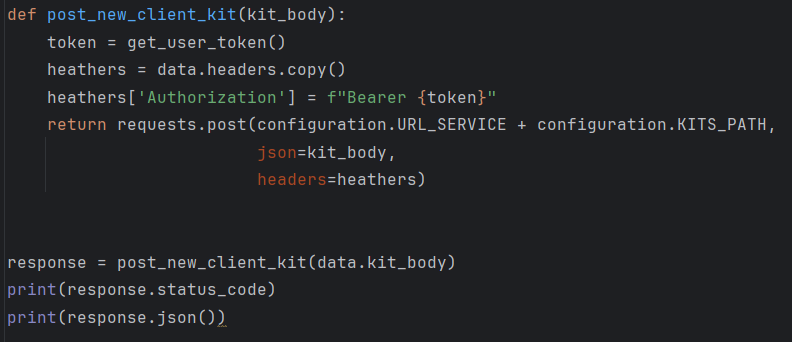 def post_new_client_kit(kit_body):
    token = get_user_token()
    heathers = data.headers.copy()
    heathers['Authorization'] = f"Bearer {token}"
    return requests.post(configuration.URL_SERVICE + configuration.KITS_PATH,
                         json=kit_body,
                         headers=heathers)
response = post_new_client_kit(data.kit_body)
print(response.status_code)
print(response.json())